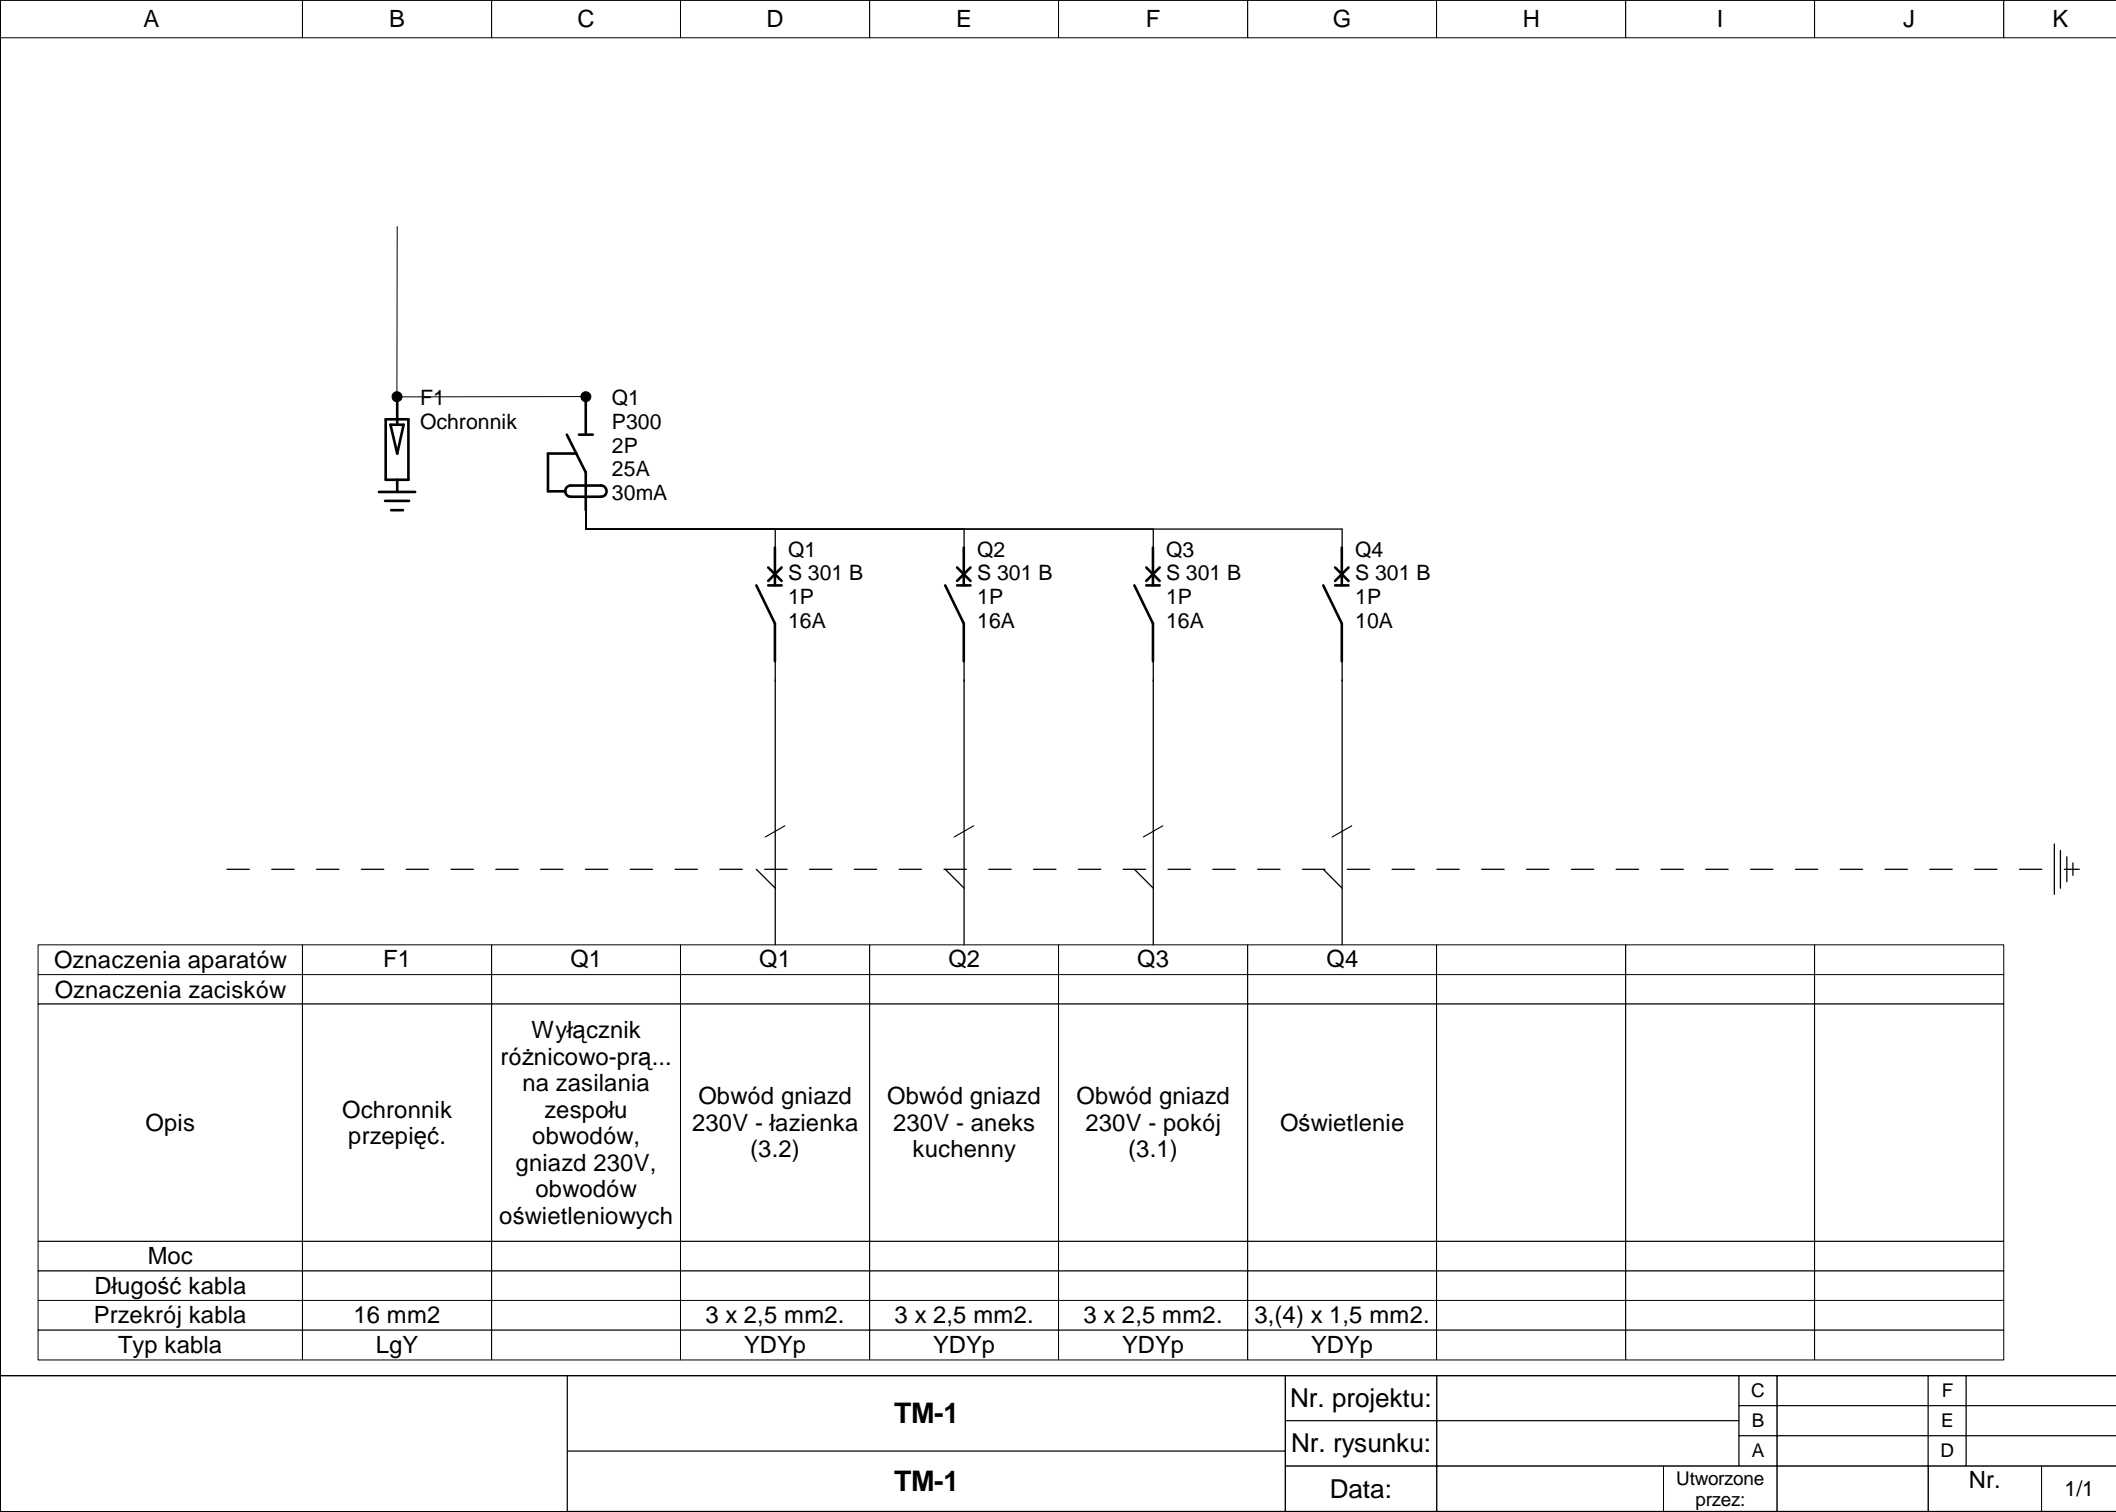 A B C D E F G H I J K
F1
Ochronnik
Q1
P300
2P
25A
30mA
Q1
S 301 B
1P
16A
Q2
S 301 B
1P
16A
Q3
S 301 B
1P
16A
Q4
S 301 B
1P
10A
Oznaczenia aparatów F1 Q1 Q1 Q2 Q3 Q4
Oznaczenia zacisków
Opis
Ochronnik
przepięć.
Wyłącznik
różnicowo-prą...
na zasilania
zespołu
obwodów,
gniazd 230V,
obwodów
oświetleniowych
Obwód gniazd
230V - łazienka
(3.2)
Obwód gniazd
230V - aneks
kuchenny
Obwód gniazd
230V - pokój
(3.1)
Oświetlenie
Moc
Długość kabla
Przekrój kabla 16 mm2 3 x 2,5 mm2. 3 x 2,5 mm2. 3 x 2,5 mm2. 3,(4) x 1,5 mm2.
Typ kabla LgY YDYp YDYp YDYp YDYp
TM-1
TM-1
Nr. projektu:
Nr. rysunku:
Data:
C F
B E
A D
Utworzone
przez:
Nr.
1/1